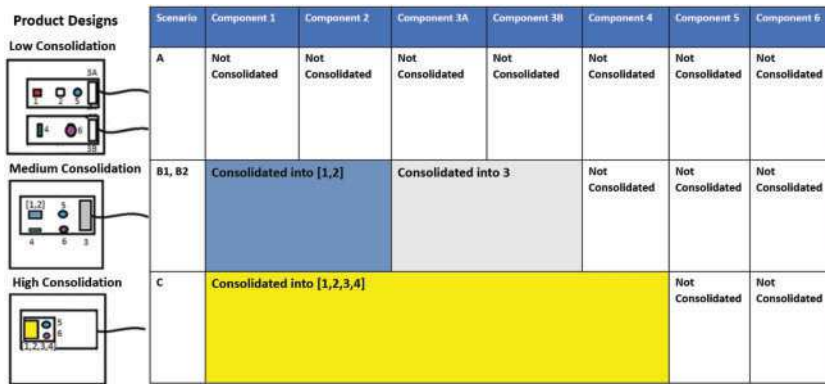 Product Designs
Scenario Component 1 Component 2 Component 3A Component 3B Component 4 Component 5 Component 6
Low Consolidation
3A
1 2 5
4 6
3B
A Not Consolidated Not Consolidated Not Consolidated Not Consolidated Not Consolidated Not Consolidated Not Consolidated
Medium Consolidation
[1,2] 5
4 6 3
B1, B2 Consolidated into [1,2] Consolidated into 3 Not Consolidated Not Consolidated Not Consolidated
High Consolidation
5
6
[1,2,3,4]
C Consolidated into [1,2,3,4] Not Consolidated Not Consolidated